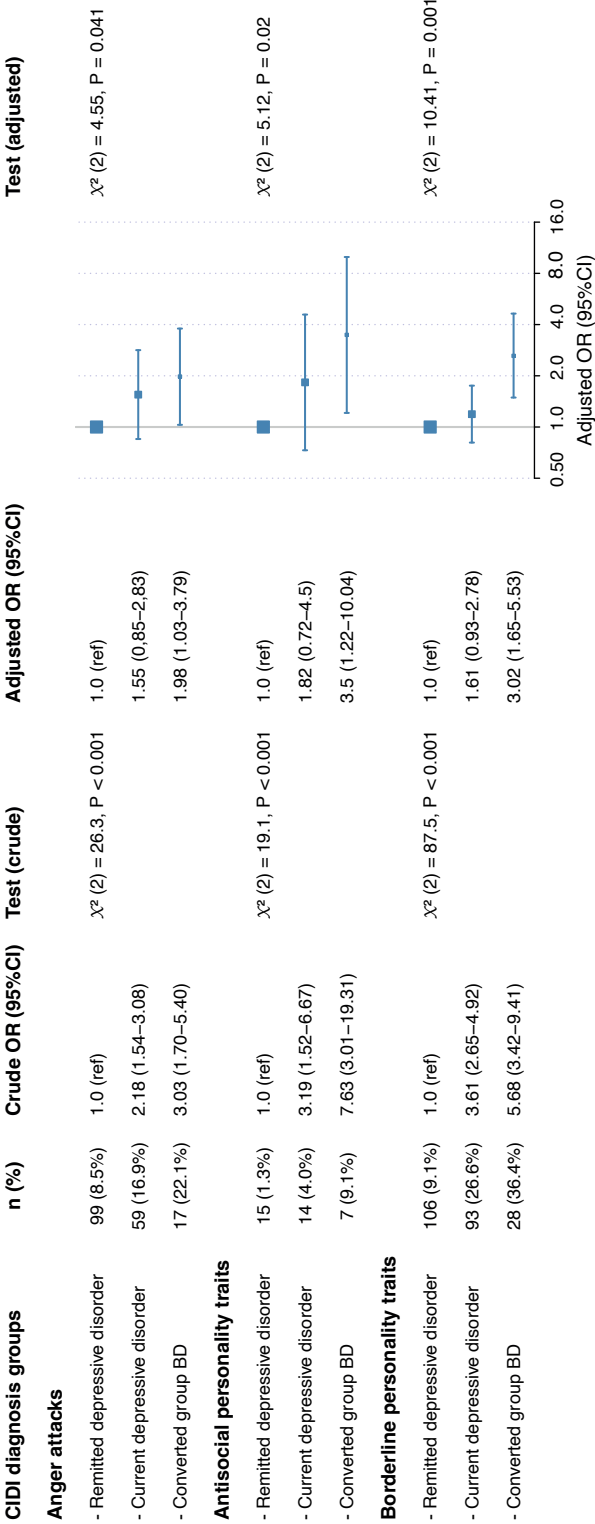 CIDI diagnosis groups n (%) Crude OR (95%CI) Test (crude) Adjusted OR (95%CI) Test (adjusted)
Anger attacks
- Remitted depressive disorder 99 (8.5%) 1.0 (ref) χ² (2) = 26.3, P < 0.001 1.0 (ref) χ² (2) = 4.55, P = 0.041
- Current depressive disorder 59 (16.9%) 2.18 (1.54–3.08) 1.55 (0,85–2,83)
- Converted group BD 17 (22.1%) 3.03 (1.70–5.40) 1.98 (1.03–3.79)
Antisocial personality traits
- Remitted depressive disorder 15 (1.3%) 1.0 (ref) χ² (2) = 19.1, P < 0.001 1.0 (ref) χ² (2) = 5.12, P = 0.02
- Current depressive disorder 14 (4.0%) 3.19 (1.52–6.67) 1.82 (0.72–4.5)
- Converted group BD 7 (9.1%) 7.63 (3.01–19.31) 3.5 (1.22–10.04)
Borderline personality traits
- Remitted depressive disorder 106 (9.1%) 1.0 (ref) χ² (2) = 87.5, P < 0.001 1.0 (ref) χ² (2) = 10.41, P = 0.001
- Current depressive disorder 93 (26.6%) 3.61 (2.65–4.92) 1.61 (0.93–2.78)
- Converted group BD 28 (36.4%) 5.68 (3.42–9.41) 3.02 (1.65–5.53)
0.50 1.0 2.0 4.0 8.0 16.0
Adjusted OR (95%CI)